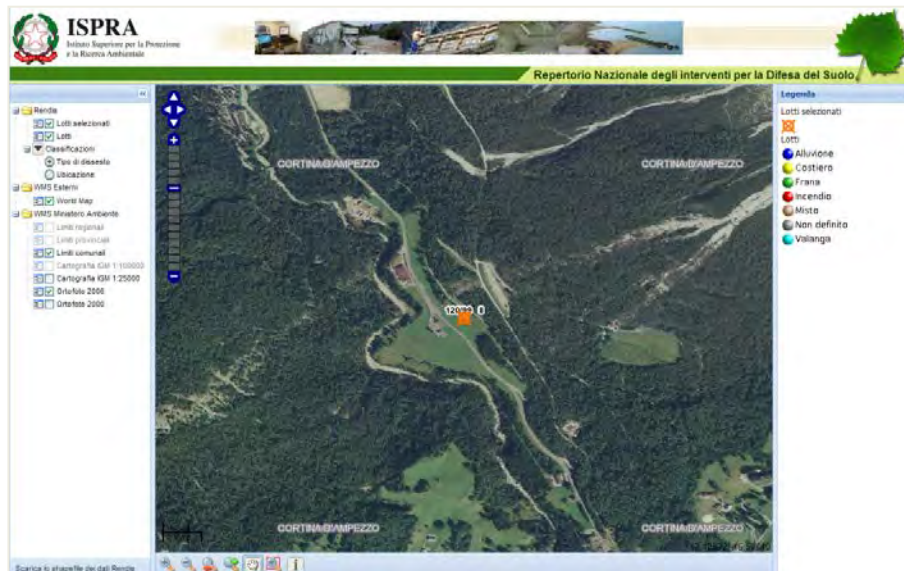 ISPRA
Istituto Superiore per la Protezione
e la Ricerca Ambientale
Repertorio Nazionale degli interventi per la Difesa del Suolo
Rendis
Lotti selezionati
Lotti
Classificazioni
Tipo di dissesto
Ubicazione
WMS Esterni
World Map
WMS Ministero Ambiente
Limiti regionali
Limiti provinciali
Limiti comunali
Cartografia IGM 1:100000
Cartografia IGM 1:25000
Ortofoto 2006
Ortofoto 2000
Scarica lo shapefile dei dati Rendis
CORTINA D'AMPEZZO
CORTINA D'AMPEZZO
120/99
CORTINA D'AMPEZZO
CORTINA D'AMPEZZO
Legenda
Lotti selezionati
Lotti
Alluvione
Costiero
Frana
Incendio
Misto
Non definito
Valanga